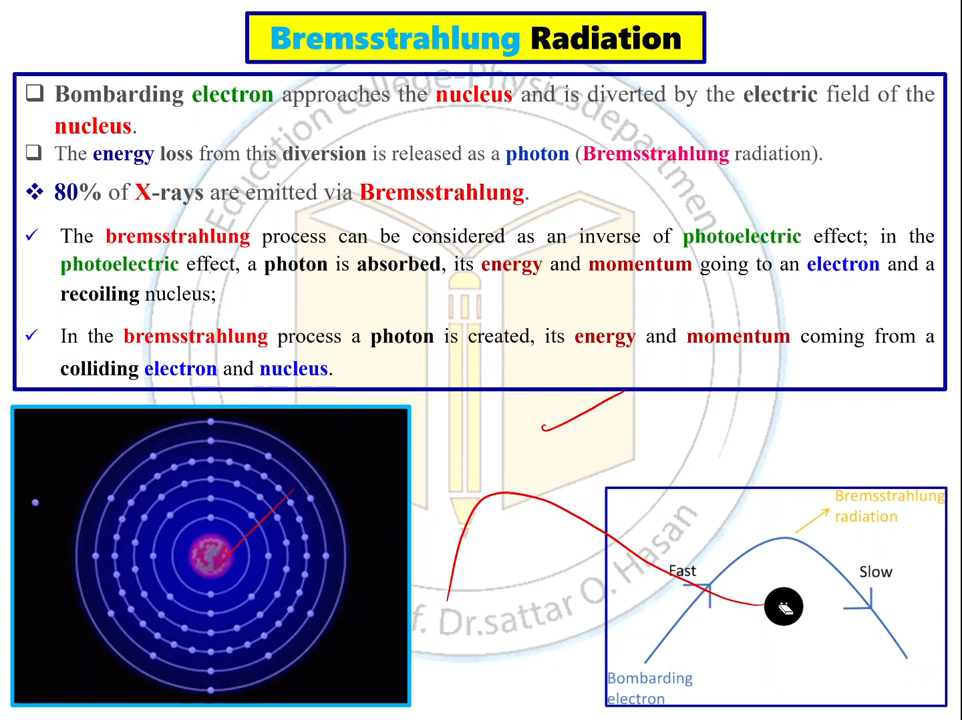 Bremsstrahlung Radiation
❑ Bombarding electron approaches the nucleus and is diverted by the electric field of the
nucleus.
❑ The energy loss from this diversion is released as a photon (Bremsstrahlung radiation).
❖ 80% of X-rays are emitted via Bremsstrahlung.
✓ The bremsstrahlung process can be considered as an inverse of photoelectric effect; in the
photoelectric effect, a photon is absorbed, its energy and momentum going to an electron and a
recoiling nucleus;
✓ In the bremsstrahlung process a photon is created, its energy and momentum coming from a
colliding electron and nucleus.
Bremsstrahlung
radiation
Fast
Slow
Bombarding
electron
Education college-Physics department
f. Dr.sattar O. Hasan